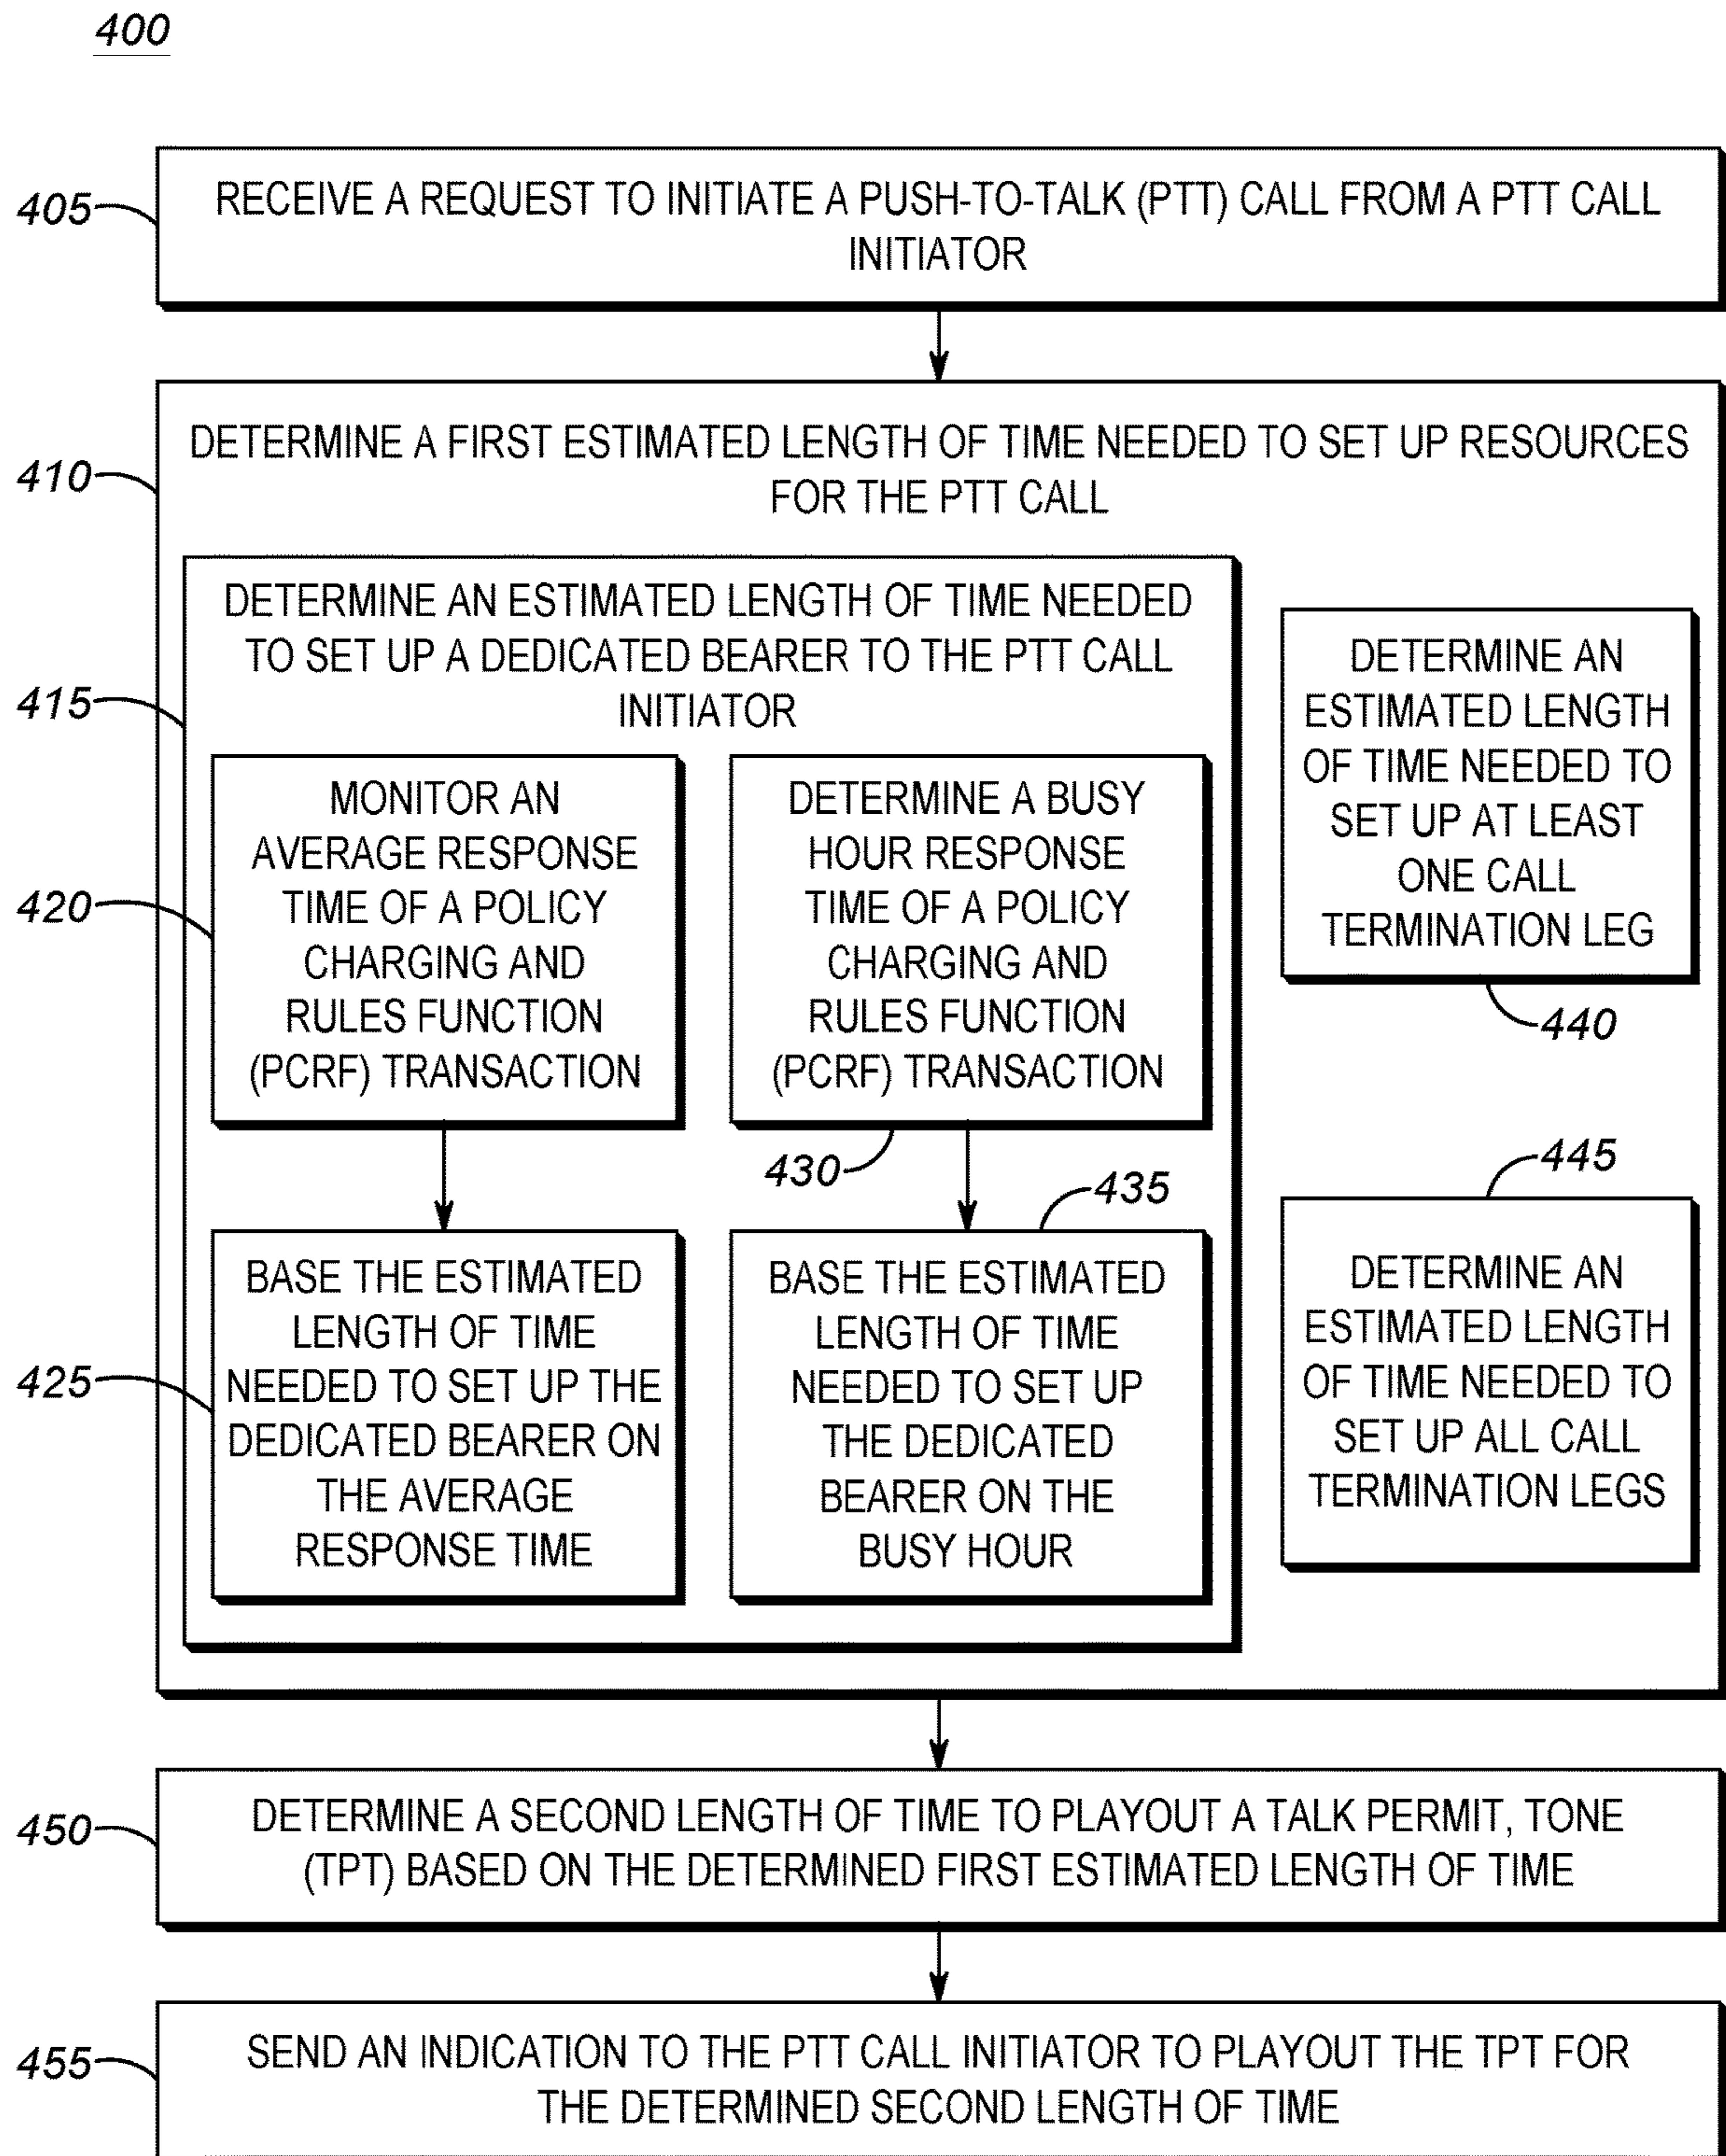 400
405
RECEIVE A REQUEST TO INITIATE A PUSH-TO-TALK (PTT) CALL FROM A PTT CALL
INITIATOR
410
DETERMINE A FIRST ESTIMATED LENGTH OF TIME NEEDED TO SET UP RESOURCES
FOR THE PTT CALL
415
DETERMINE AN ESTIMATED LENGTH OF TIME NEEDED
TO SET UP A DEDICATED BEARER TO THE PTT CALL
INITIATOR
420
MONITOR AN
AVERAGE RESPONSE
TIME OF A POLICY
CHARGING AND
RULES FUNCTION
(PCRF) TRANSACTION
425
BASE THE ESTIMATED
LENGTH OF TIME
NEEDED TO SET UP THE
DEDICATED BEARER ON
THE AVERAGE
RESPONSE TIME
DETERMINE A BUSY
HOUR RESPONSE
TIME OF A POLICY
CHARGING AND
RULES FUNCTION
(PCRF) TRANSACTION
430
435
BASE THE ESTIMATED
LENGTH OF TIME
NEEDED TO SET UP
THE DEDICATED
BEARER ON THE
BUSY HOUR
DETERMINE AN
ESTIMATED LENGTH
OF TIME NEEDED TO
SET UP AT LEAST
ONE CALL
TERMINATION LEG
440
445
DETERMINE AN
ESTIMATED LENGTH
OF TIME NEEDED TO
SET UP ALL CALL
TERMINATION LEGS
450
DETERMINE A SECOND LENGTH OF TIME TO PLAYOUT A TALK PERMIT, TONE
(TPT) BASED ON THE DETERMINED FIRST ESTIMATED LENGTH OF TIME
455
SEND AN INDICATION TO THE PTT CALL INITIATOR TO PLAYOUT THE TPT FOR
THE DETERMINED SECOND LENGTH OF TIME